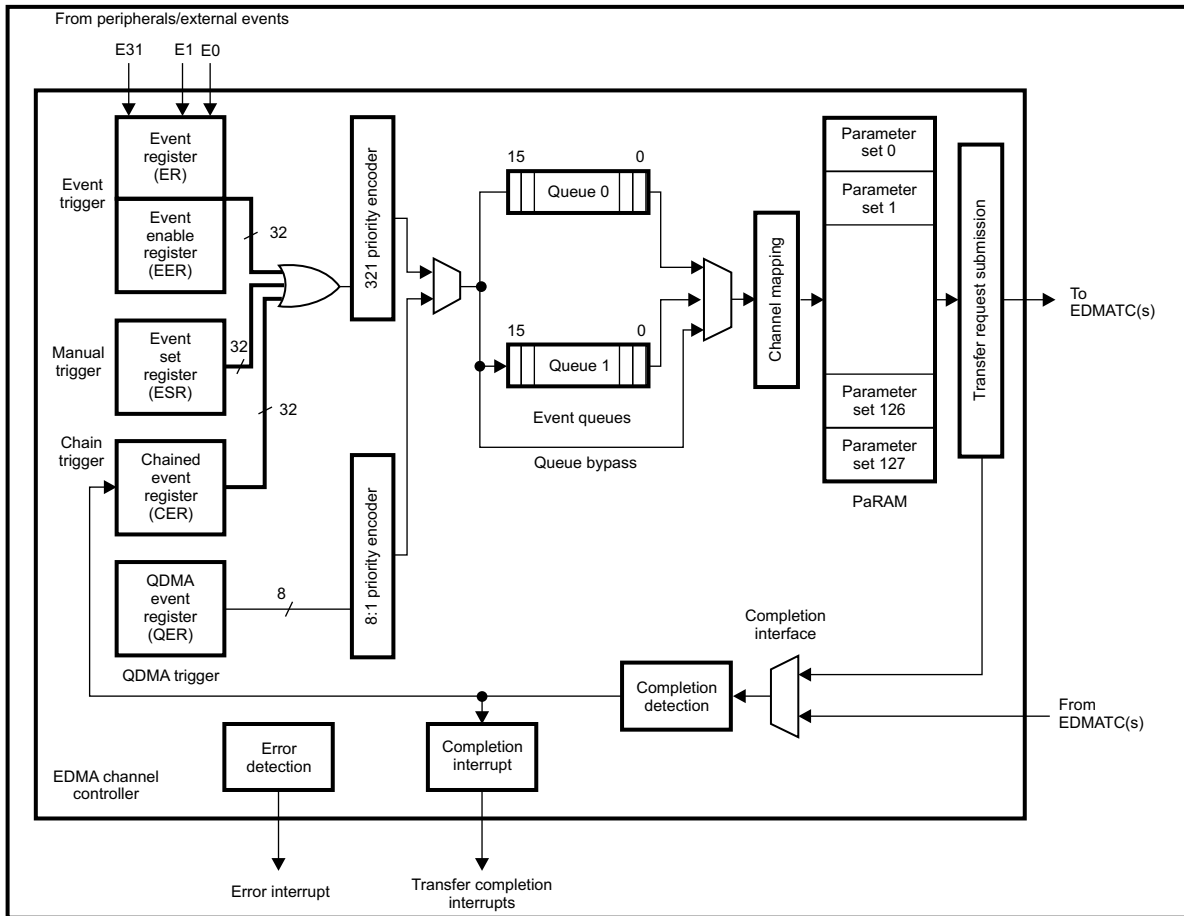 From peripherals/external events
E31
E1
E0
Event
register
(ER)
Event
trigger
Event
enable
register
(EER)
32
Manual
trigger
Event
set
register
(ESR)
32
32
Chain
trigger
Chained
event
register
(CER)
QDMA
event
register
(QER)
8
QDMA trigger
321 priority encoder
8:1 priority encoder
15
0
Queue 0
15
0
Queue 1
Event queues
Queue bypass
Channel mapping
Parameter
set 0
Parameter
set 1
Parameter
set 126
Parameter
set 127
PaRAM
Transfer request submission
To
EDMATC(s)
Completion
interface
Completion
detection
From
EDMATC(s)
Error
detection
Completion
interrupt
EDMA channel
controller
Error interrupt
Transfer completion
interrupts